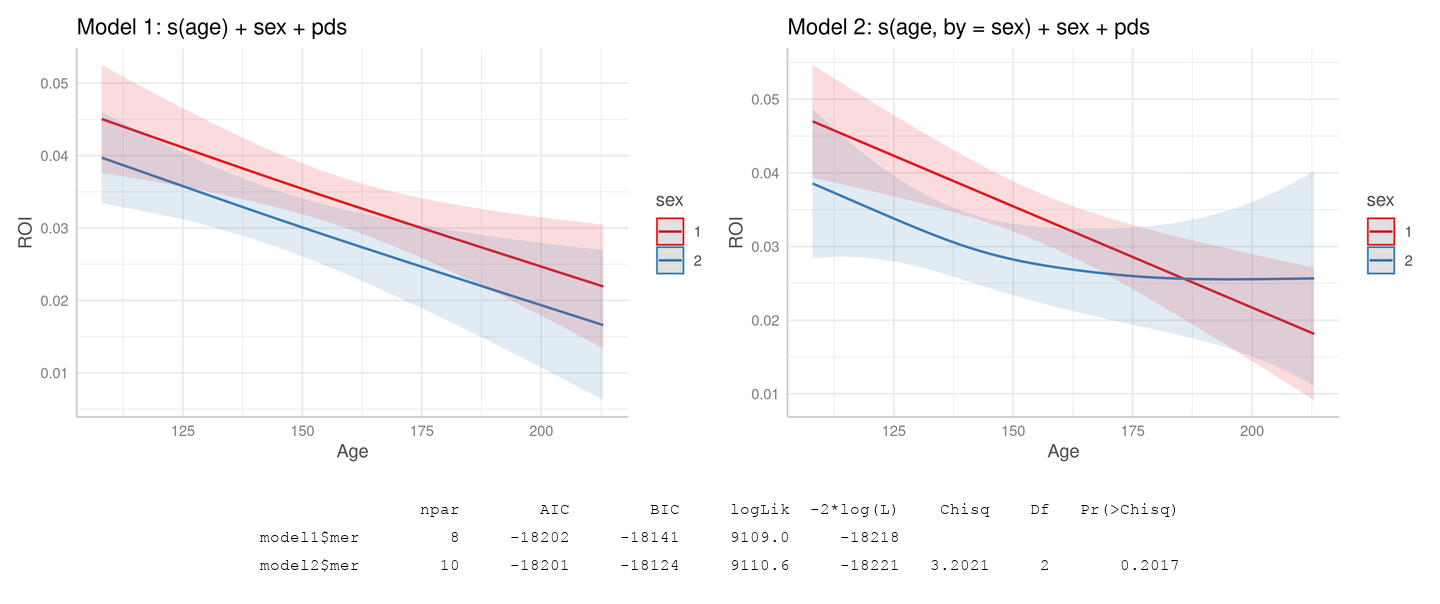 Model 1: s(age) + sex + pds
0.05
0.04
0.03
0.02
0.01
ROI
125 150 175 200
Age
sex
1
2
Model 2: s(age, by = sex) + sex + pds
0.05
0.04
0.03
0.02
0.01
ROI
125 150 175 200
Age
sex
1
2
npar AIC BIC logLik -2*log(L) Chisq Df Pr(>Chisq)
model1$mer 8 -18202 -18141 9109.0 -18218
model2$mer 10 -18201 -18124 9110.6 -18221 3.2021 2 0.2017